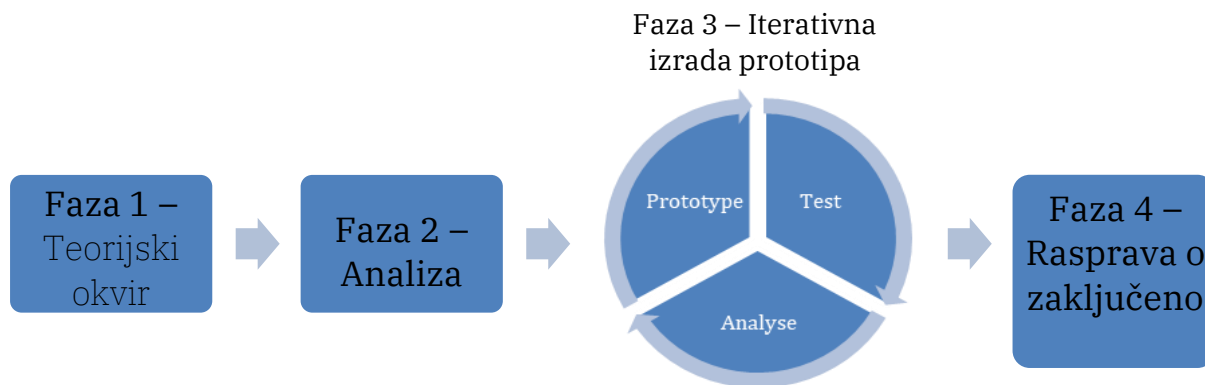 Faza 1 –
Teorijski
okvir
Faza 2 –
Analiza
Faza 3 – Iterativna
izrada prototipa
Prototype
Test
Analyse
Faza 4 –
Rasprava o
zaključeno